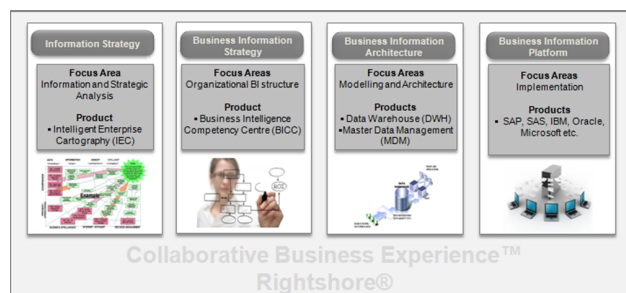 Information Strategy
Focus Area
Information and Strategic
Analysis
Product
▪ Intelligent Enterprise
Cartography (IEC)
Business Information
Strategy
Focus Areas
Organizational BI structure
Product
▪ Business Intelligence
Competency Centre (BICC)
Business Information
Architecture
Focus Areas
Modelling and Architecture
Products
▪ Data Warehouse (DWH)
▪ Master Data Management
(MDM)
Business Information
Platform
Focus Areas
Implementation
Products
▪ SAP, SAS, IBM, Oracle,
Microsoft etc.
Example
Collaborative Business Experience™
Rightshore®